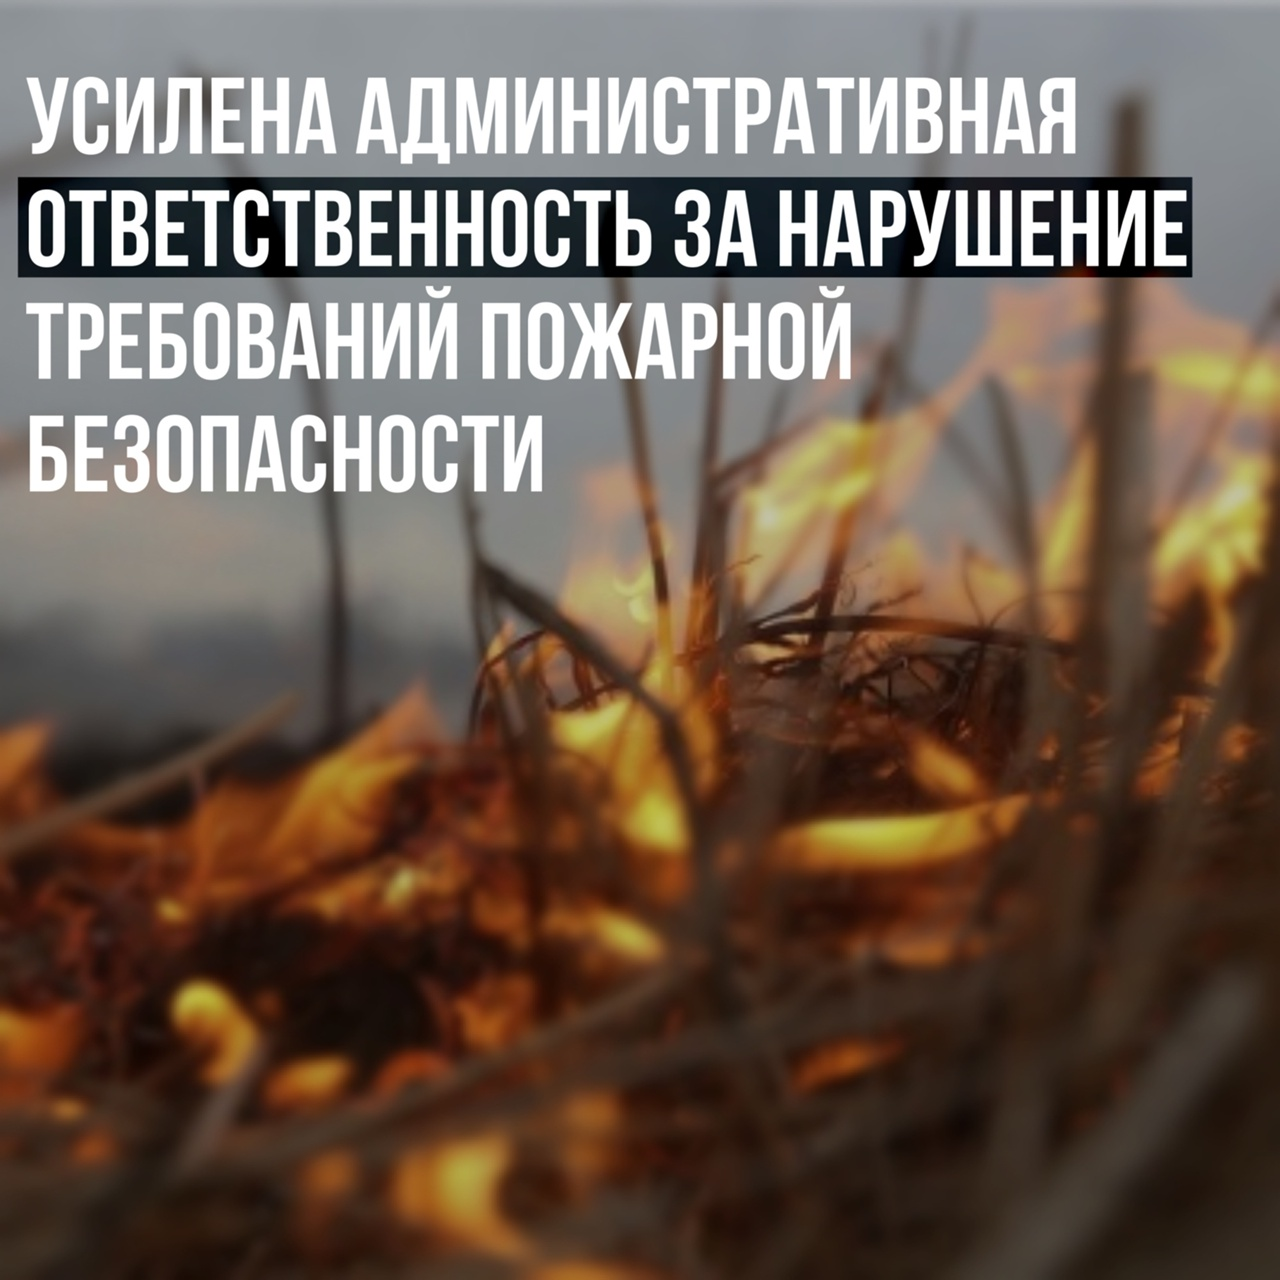 УСИЛЕНА АДМИНИСТРАТИВНАЯ
ОТВЕТСТВЕННОСТЬ ЗА НАРУШЕНИЕ
ТРЕБОВАНИЙ ПОЖАРНОЙ
БЕЗОПАСНОСТИ